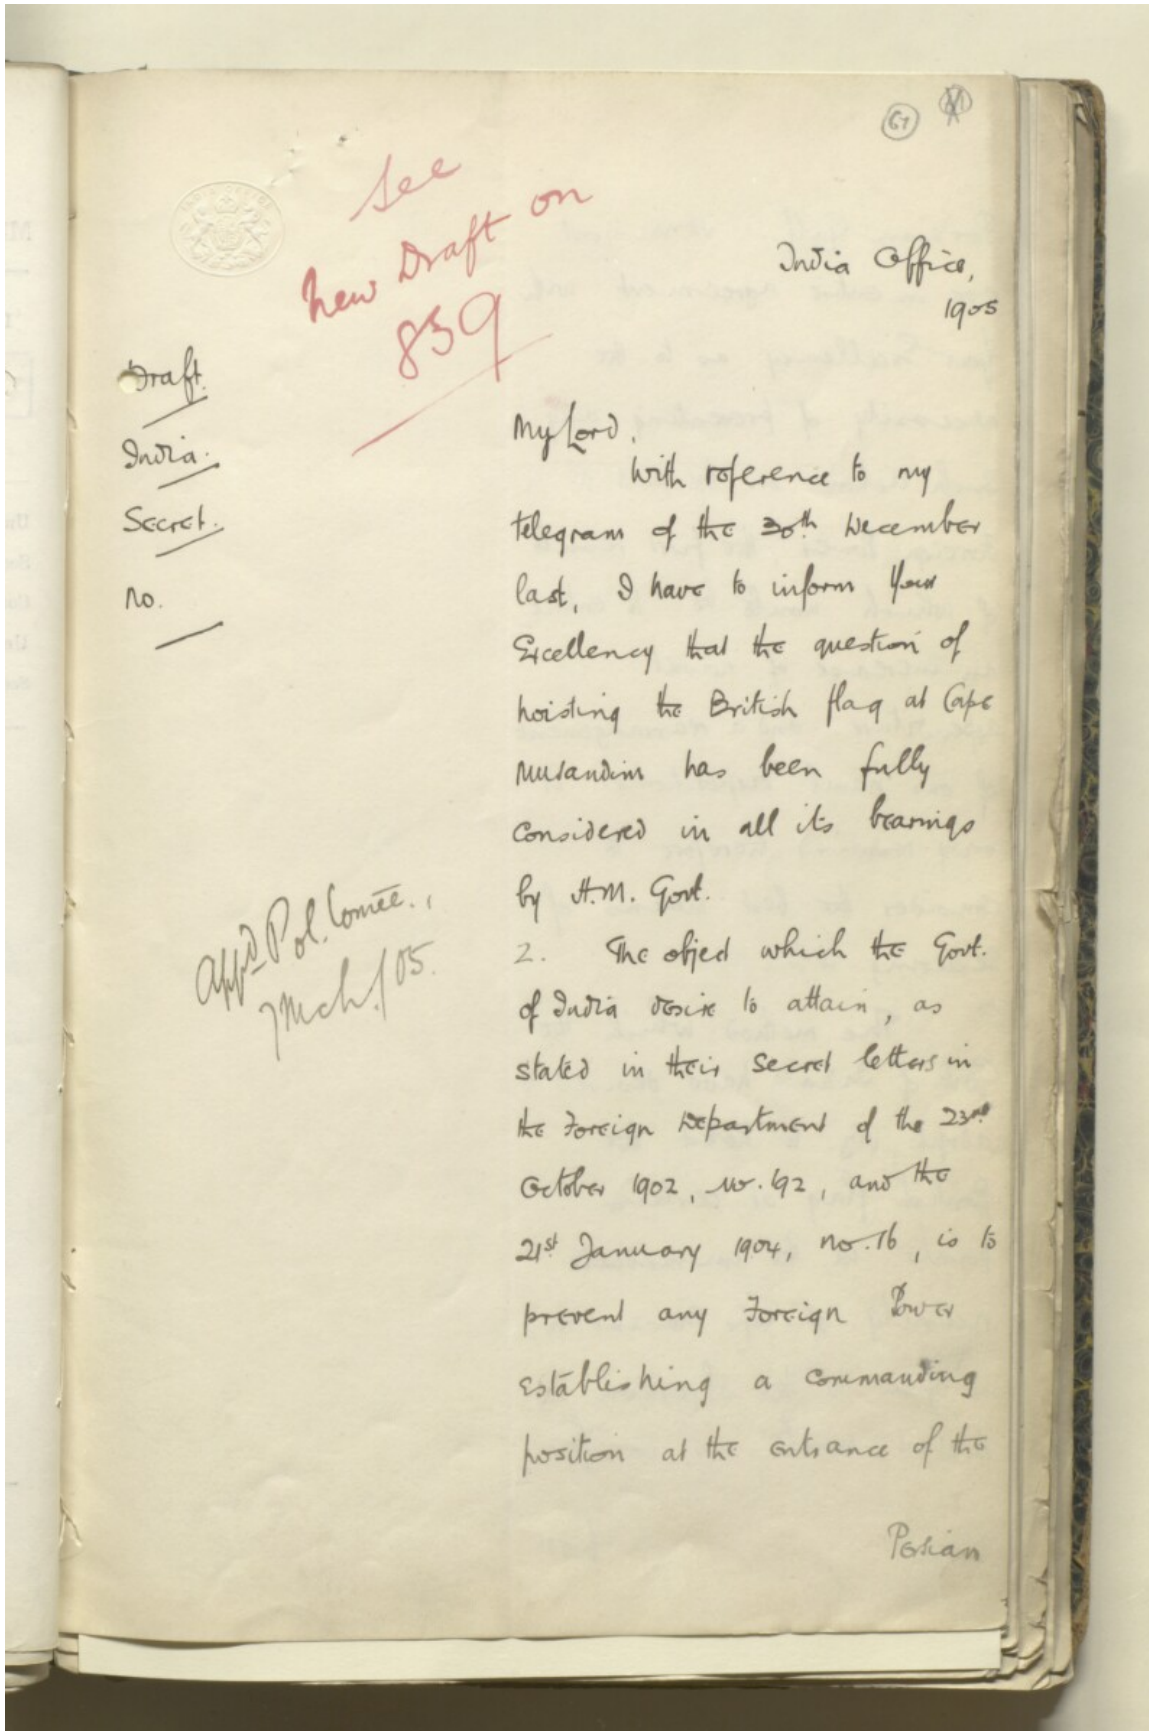 61
See
New Draft on
839
India Office,
1905
Draft.
India.
Secret.
No.
My Lord,
With reference to my
telegram of the 30th December
last, I have to inform Your
Excellency that the question of
hoisting the British flag at Cape
Musandim has been fully
considered in all its bearings
by H.M. Govt.
Appd. Pol. Comtee.,
7 Mch./05.
2. The object which the Govt.
of India desire to attain, as
stated in their Secret letters in
the Foreign Department of the 23rd
October 1902, No. 192, and the
21st January 1904, No. 16, is to
prevent any Foreign Power
establishing a commanding
position at the entrance of the
Persian